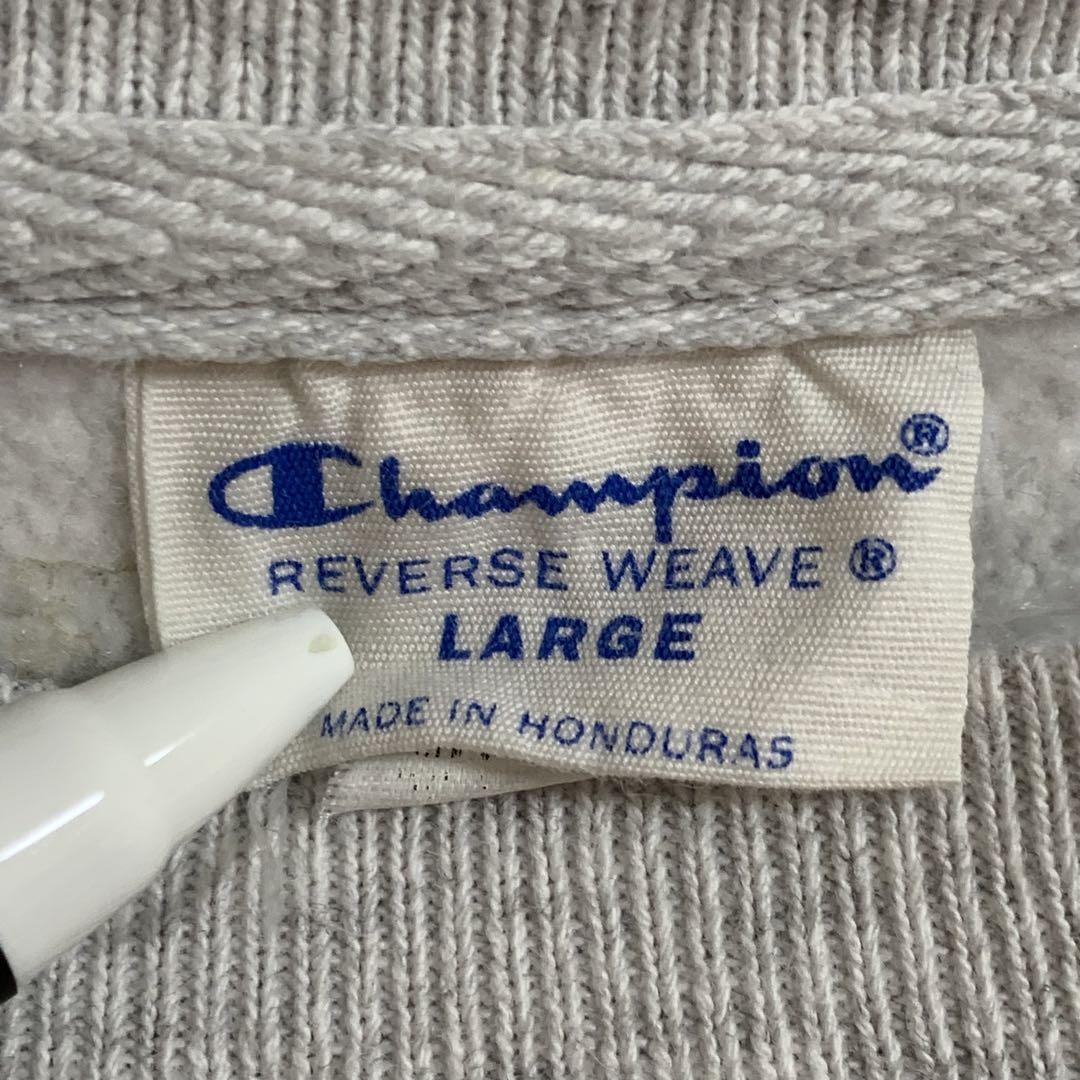 Champion®
REVERSE WEAVE ®
LARGE
MADE IN HONDURAS